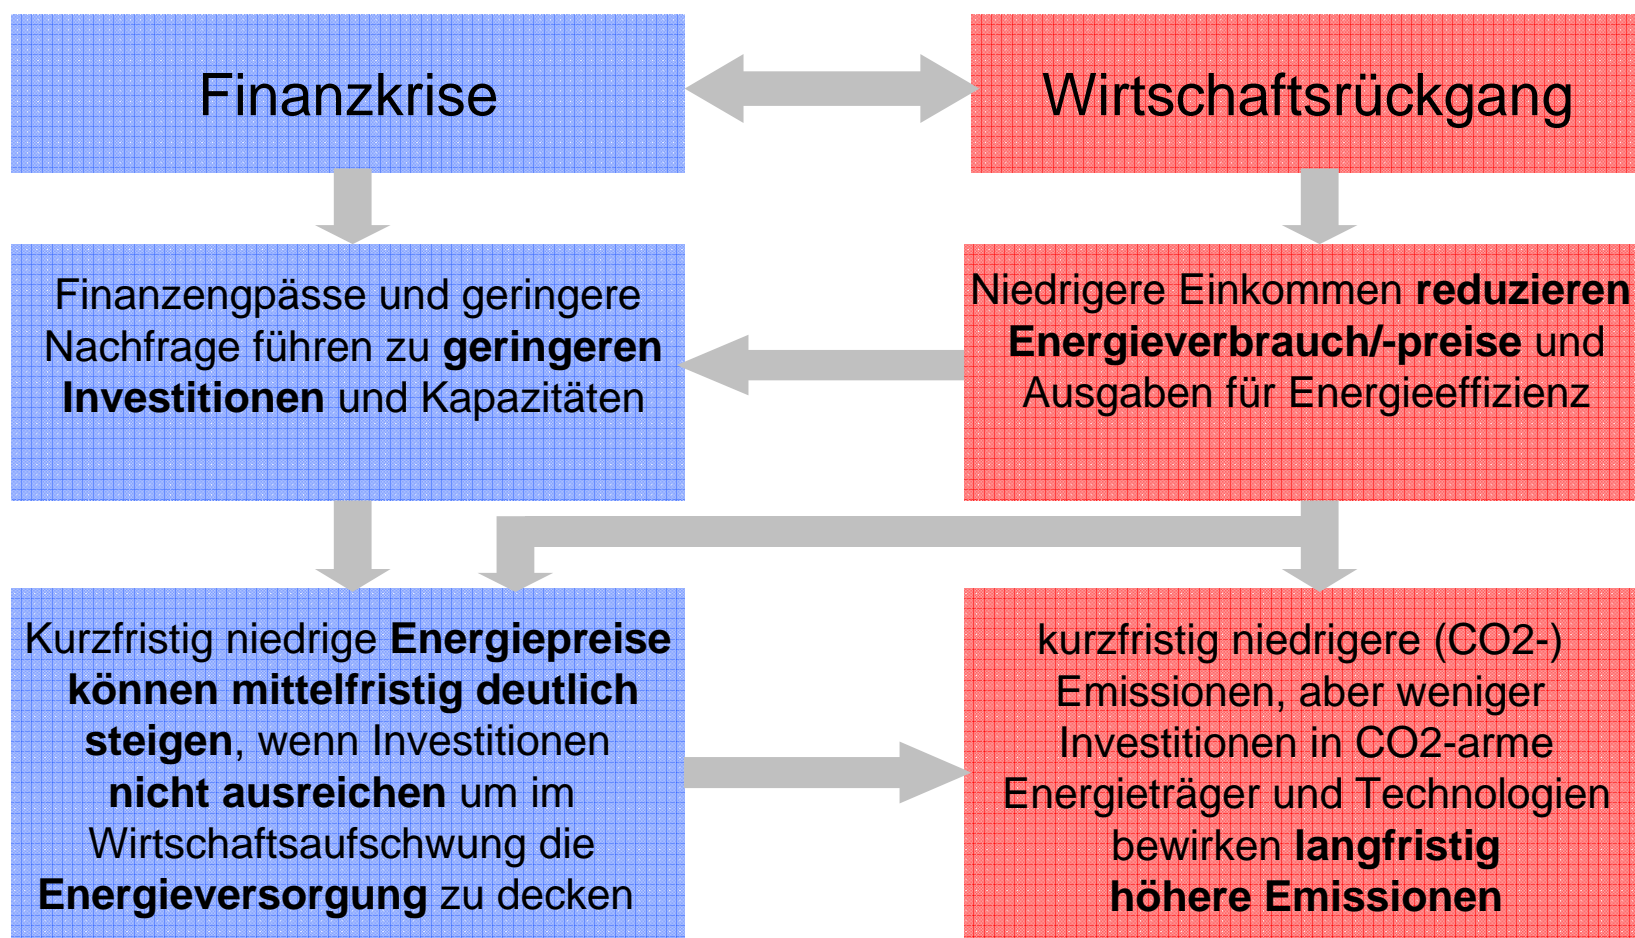 Finanzkrise
Wirtschaftsrückgang
Finanzengpässe und geringere
Nachfrage führen zu geringeren
Investitionen und Kapazitäten
Niedrigere Einkommen reduzieren
Energieverbrauch/-preise und
Ausgaben für Energieeffizienz
Kurzfristig niedrige Energiepreise
können mittelfristig deutlich
steigen, wenn Investitionen
nicht ausreichen um im
Wirtschaftsaufschwung die
Energieversorgung zu decken
kurzfristig niedrigere (CO2-)
Emissionen, aber weniger
Investitionen in CO2-arme
Energieträger und Technologien
bewirken langfristig
höhere Emissionen